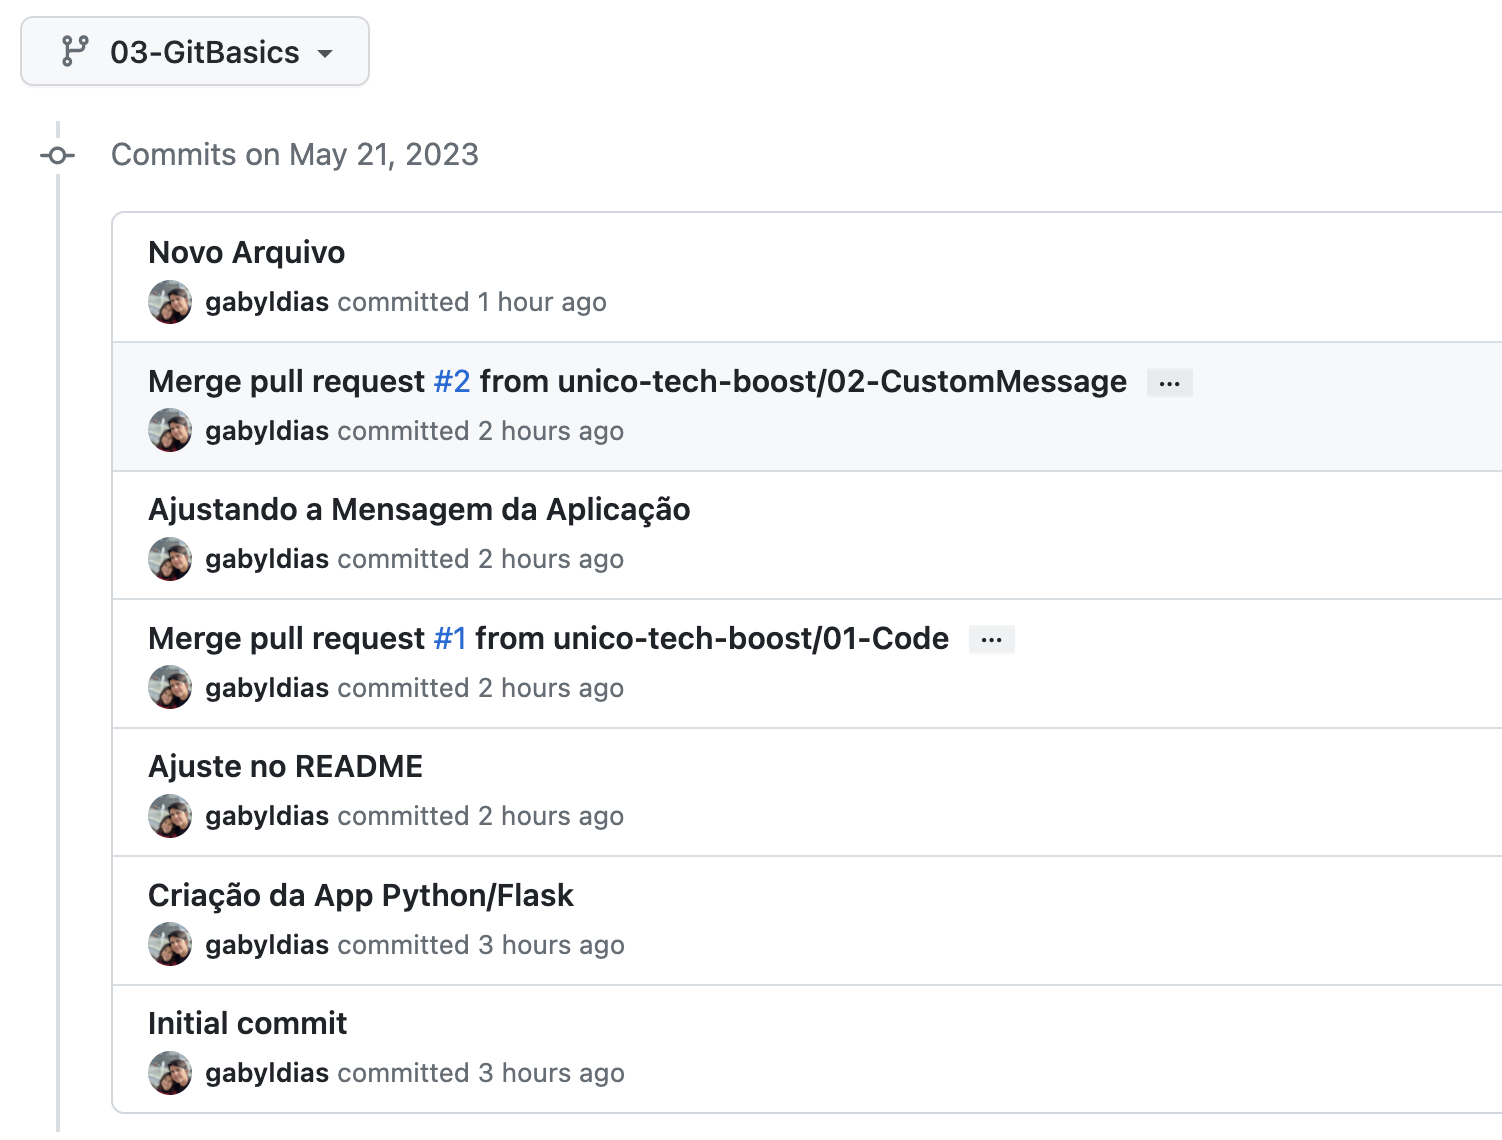 03-GitBasics
Commits on May 21, 2023
Novo Arquivo
gabyldias committed 1 hour ago
Merge pull request #2 from unico-tech-boost/02-CustomMessage ...
gabyldias committed 2 hours ago
Ajustando a Mensagem da Aplicação
gabyldias committed 2 hours ago
Merge pull request #1 from unico-tech-boost/01-Code ...
gabyldias committed 2 hours ago
Ajuste no README
gabyldias committed 2 hours ago
Criação da App Python/Flask
gabyldias committed 3 hours ago
Initial commit
gabyldias committed 3 hours ago